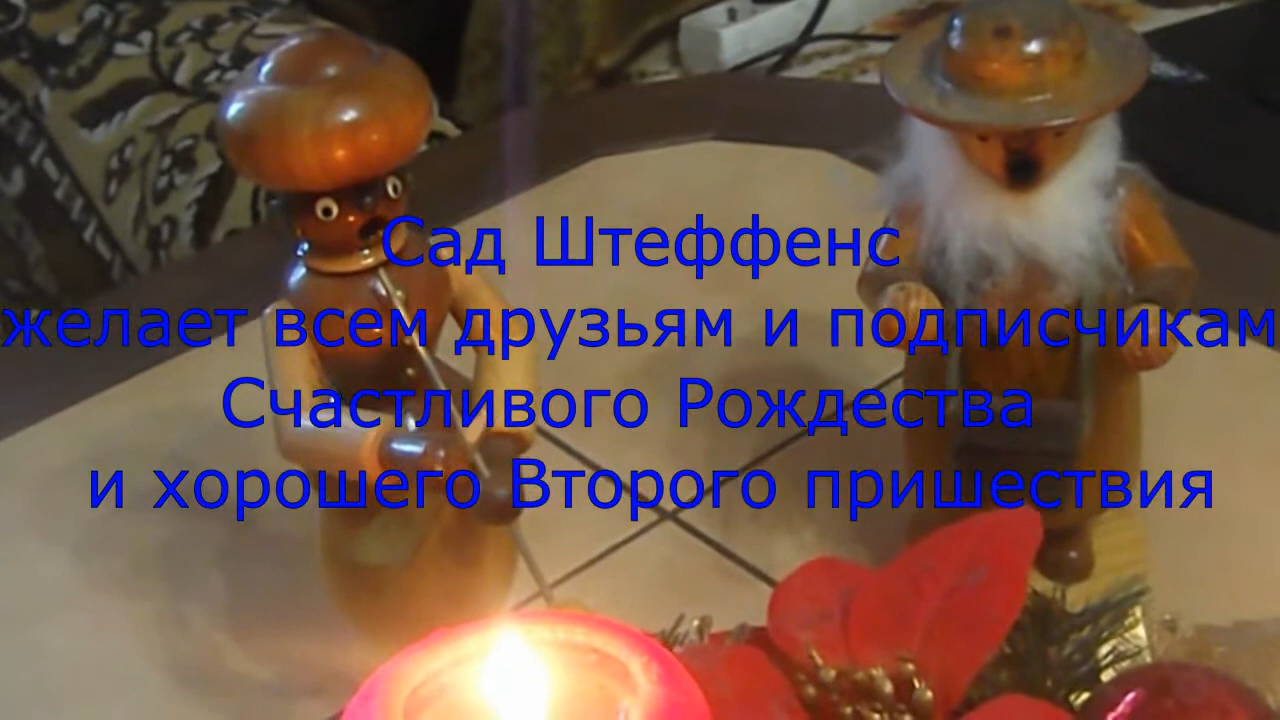 Сад Штеффенс
желает всем друзьям и подписчикам
Счастливого Рождества
и хорошего Второго пришествия